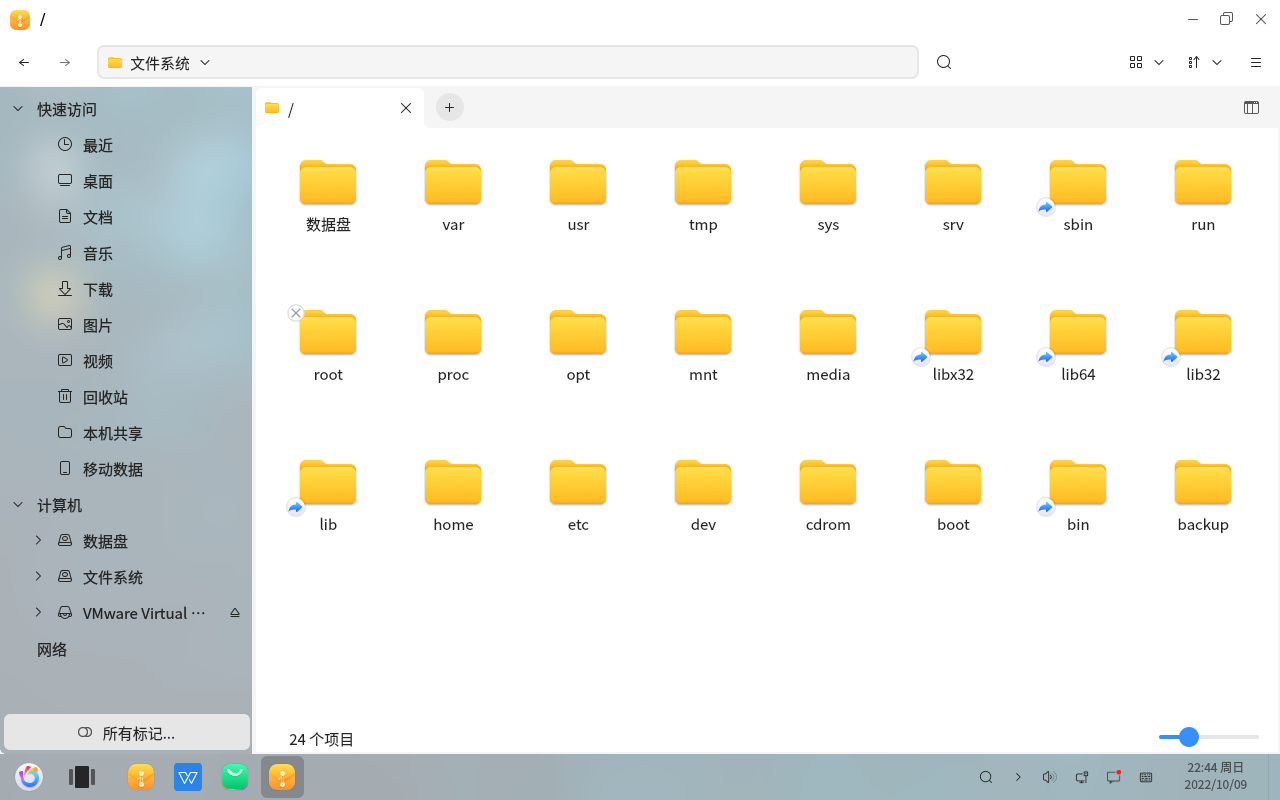 /
文件系统
快速访问
最近
桌面
文档
音乐
下载
图片
视频
回收站
本机共享
移动数据
计算机
数据盘
文件系统
VMware Virtual ···
网络
所有标记...
/
数据盘 var usr tmp sys srv sbin run
root proc opt mnt media libx32 lib64 lib32
lib home etc dev cdrom boot bin backup
24 个项目
22:44 周日
2022/10/09